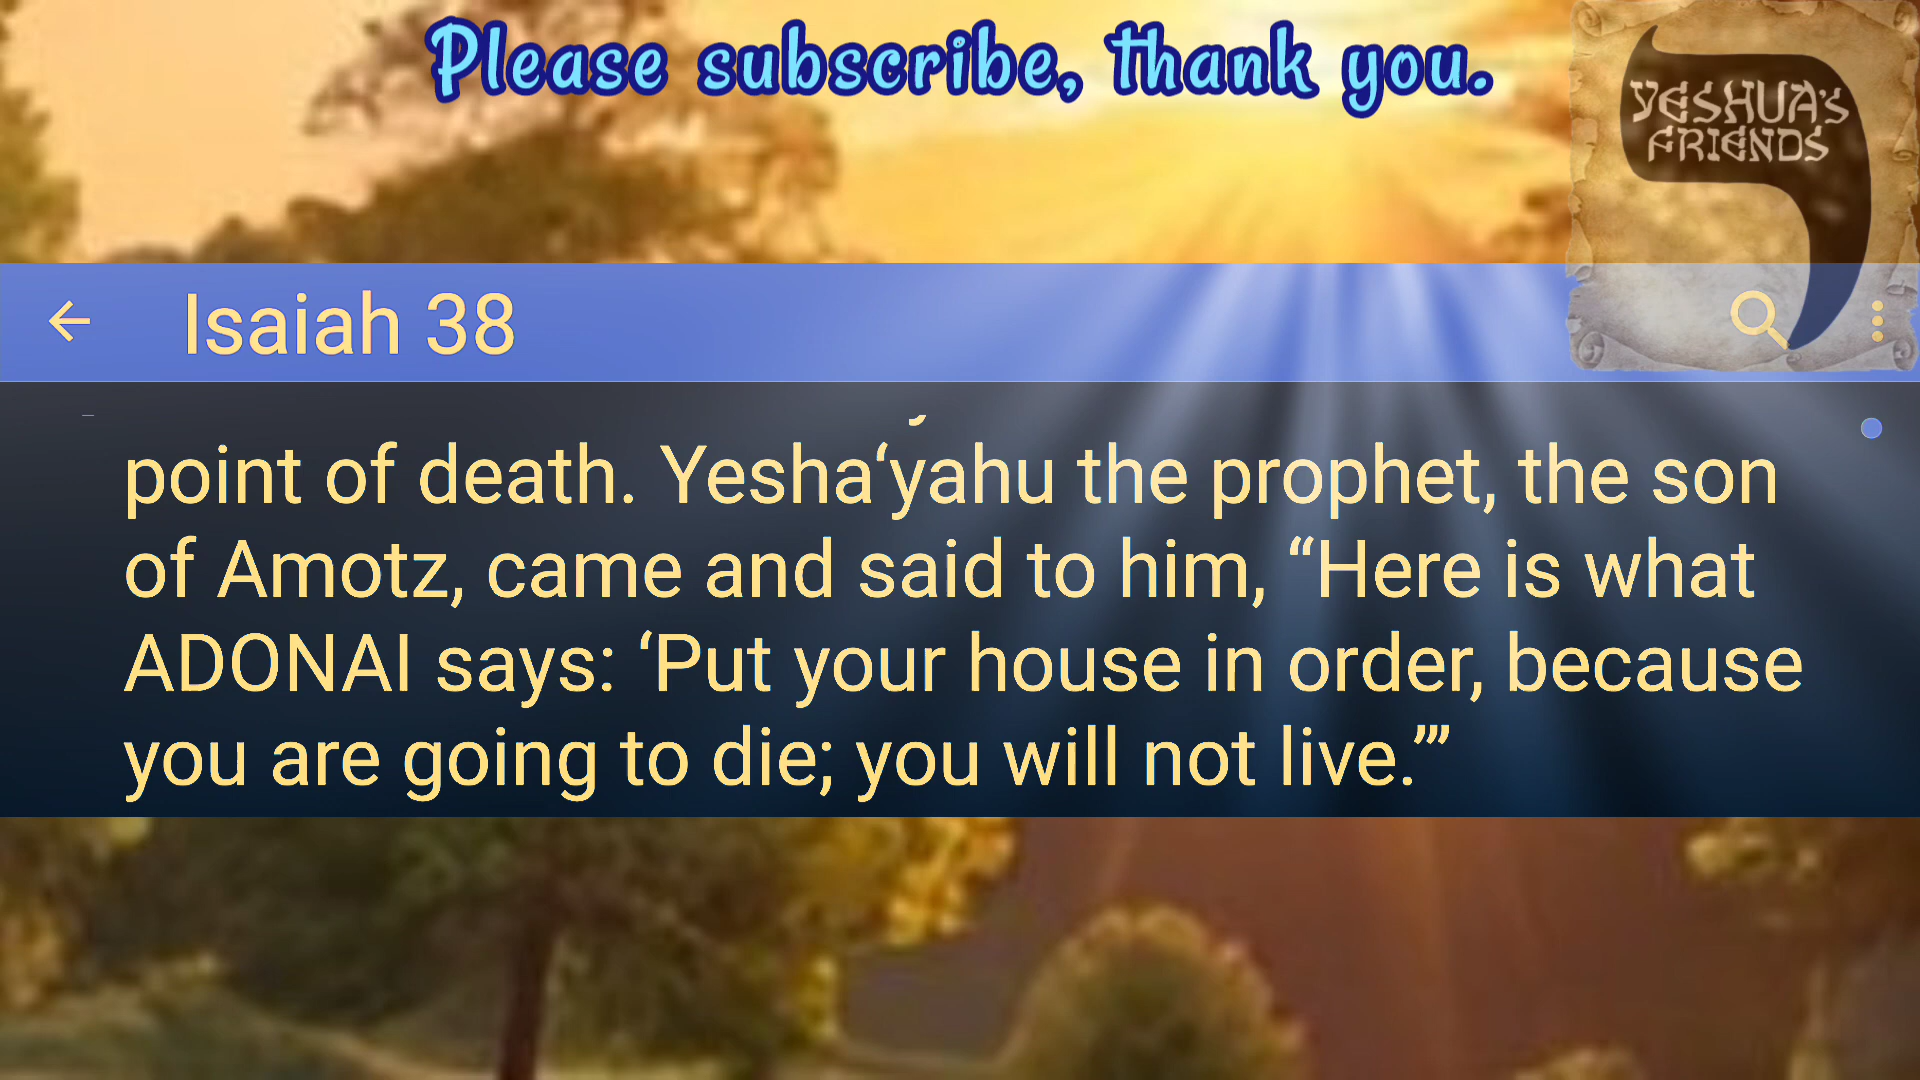 Please subscribe, thank you.
YESHUA'S
FRIENDS
Isaiah 38
point of death. Yesha‘yahu the prophet, the son
of Amotz, came and said to him, “Here is what
ADONAI says: ‘Put your house in order, because
you are going to die; you will not live.’”